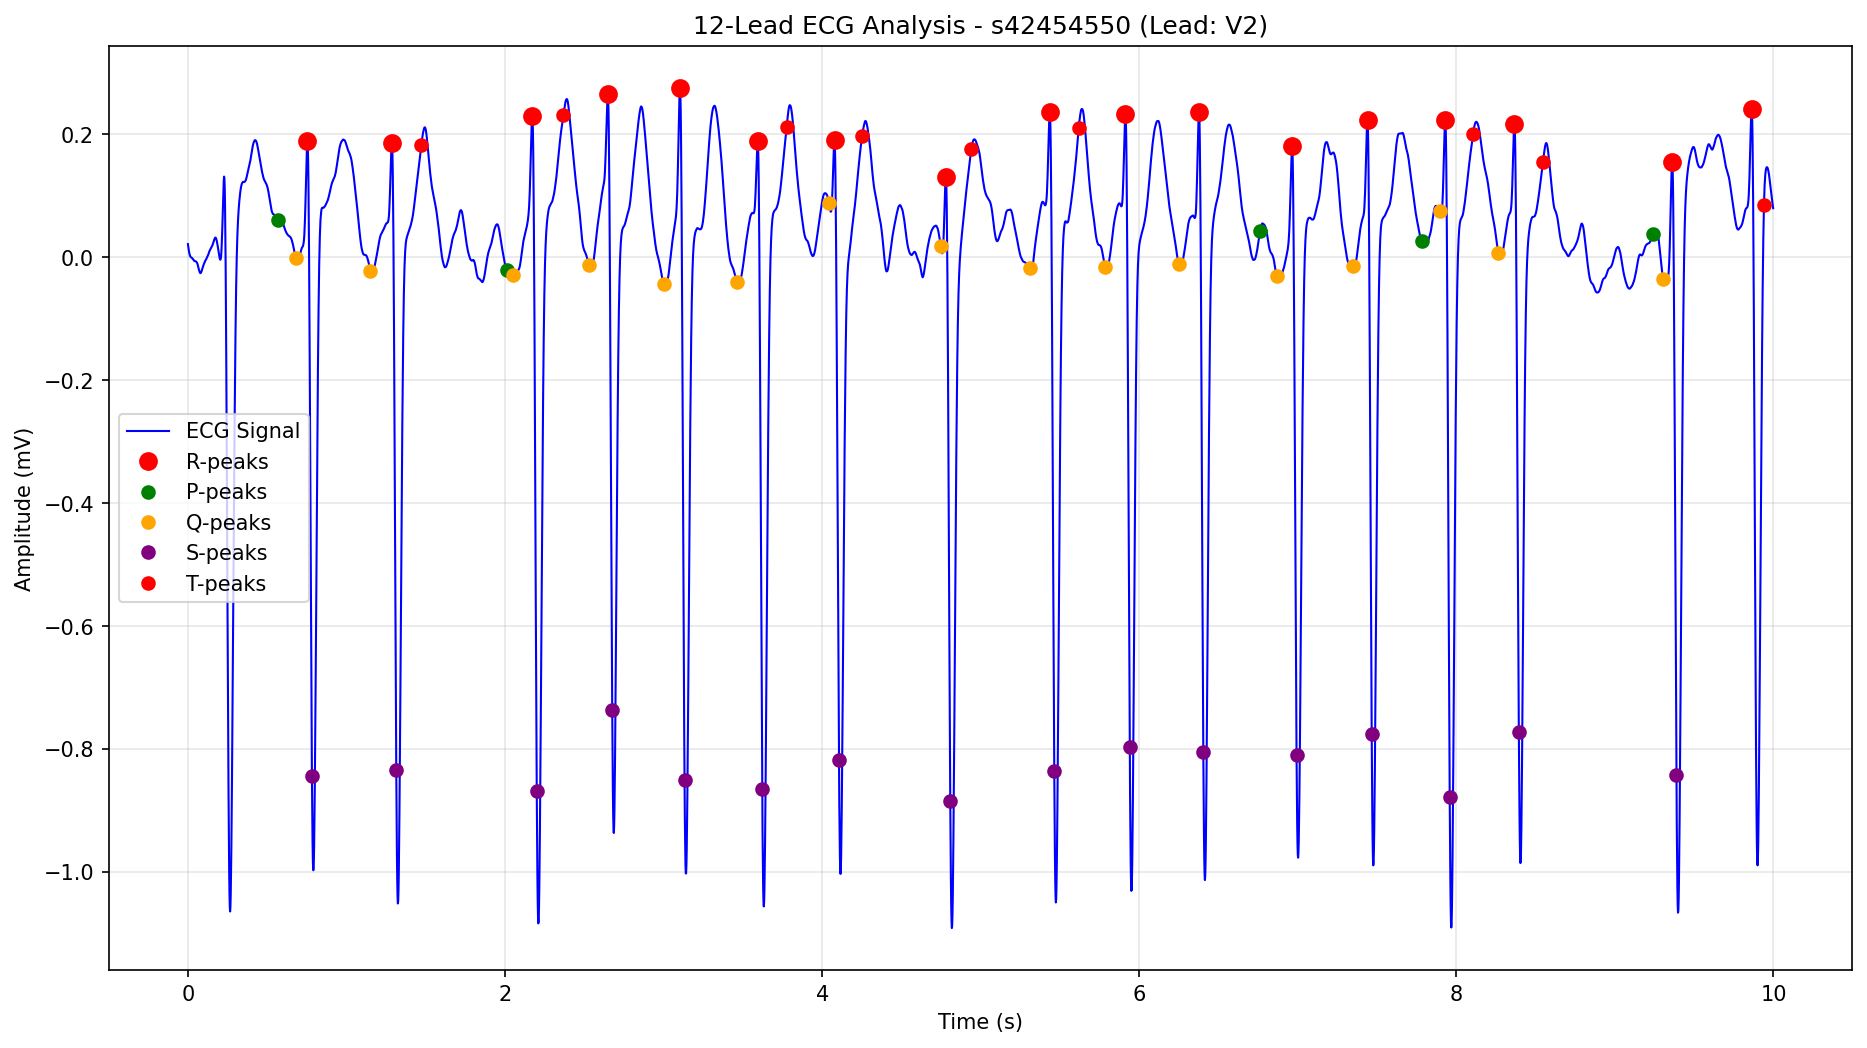 12-Lead ECG Analysis - s42454550 (Lead: V2)
Amplitude (mV)
0.2
0.0
−0.2
−0.4
−0.6
−0.8
−1.0
ECG Signal
R-peaks
P-peaks
Q-peaks
S-peaks
T-peaks
0 2 4 6 8 10
Time (s)